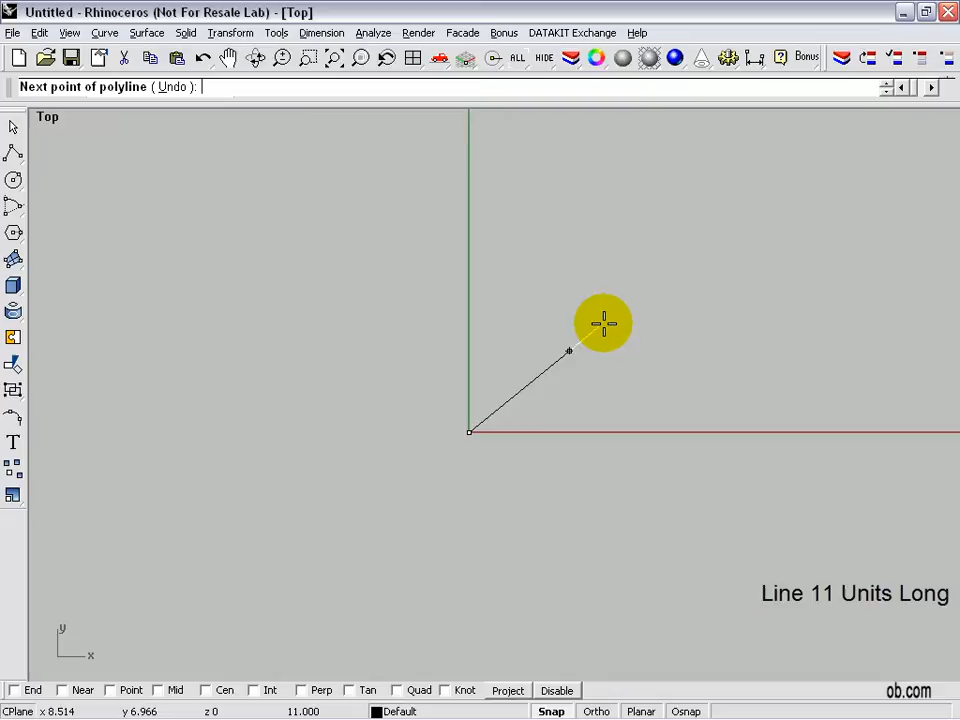 Untitled - Rhinoceros (Not For Resale Lab) - [Top]
File Edit View Curve Surface Solid Transform Tools Dimension Analyze Render Facade Bonus DATAKIT Exchange Help
ALL HIDE Bonus
Next point of polyline ( Undo ):
Top
T
Line 11 Units Long
y
x
End Near Point Mid Cen Int Perp Tan Quad Knot Project Disable
ob.com
CPlane x 8.514 y 6.966 z 0 11.000 Default Snap Ortho Planar Osnap